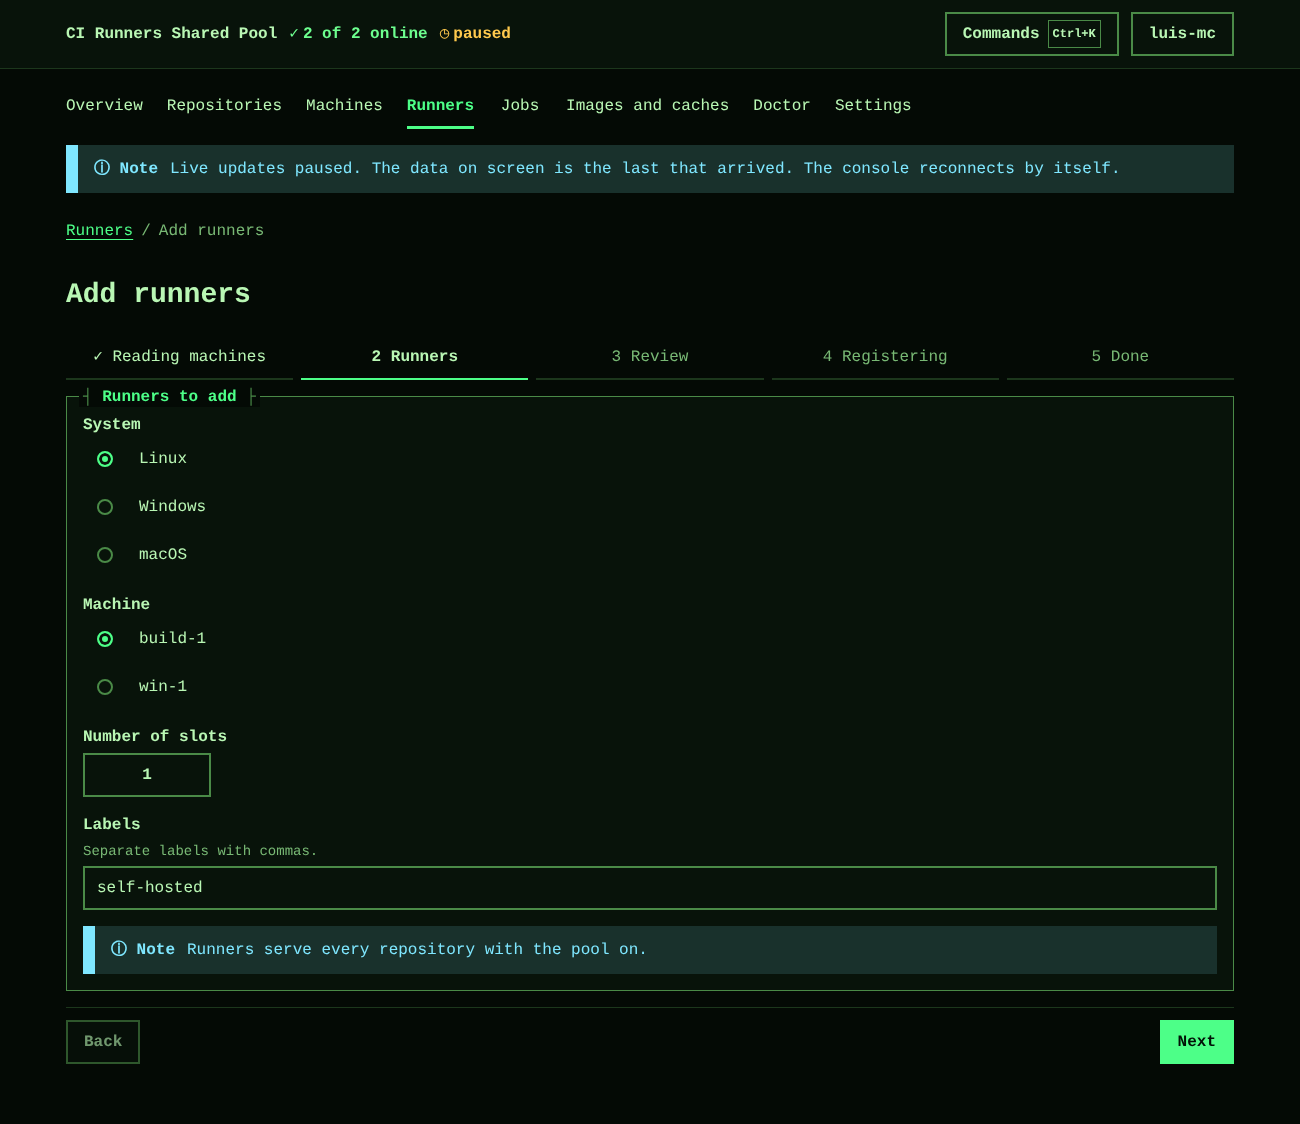 CI Runners Shared Pool ✓ 2 of 2 online ◷ paused Commands Ctrl+K luis-mc
Overview Repositories Machines Runners Jobs Images and caches Doctor Settings
ⓘ Note Live updates paused. The data on screen is the last that arrived. The console reconnects by itself.
Runners / Add runners
Add runners
✓ Reading machines 2 Runners 3 Review 4 Registering 5 Done
┤ Runners to add ├
System
Linux
Windows
macOS
Machine
build-1
win-1
Number of slots
1
Labels
Separate labels with commas.
self-hosted
ⓘ Note Runners serve every repository with the pool on.
Back Next